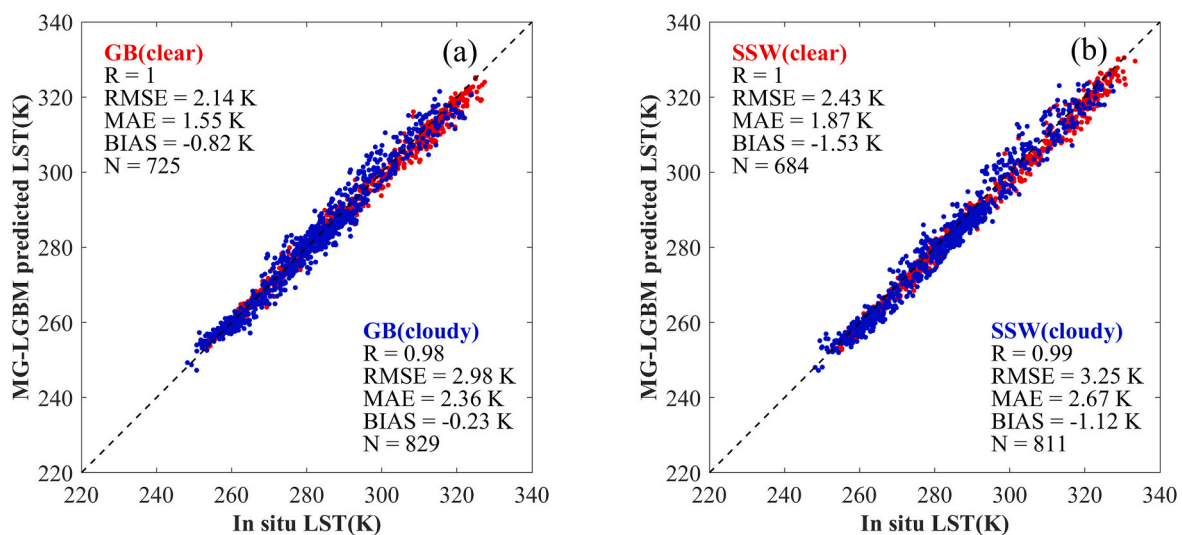 (a)
GB(clear)
R = 1
RMSE = 2.14 K
MAE = 1.55 K
BIAS = -0.82 K
N = 725
GB(cloudy)
R = 0.98
RMSE = 2.98 K
MAE = 2.36 K
BIAS = -0.23 K
N = 829
MG-LGBM predicted LST(K)
340
320
300
280
260
240
220
220 240 260 280 300 320 340
In situ LST(K)
(b)
SSW(clear)
R = 1
RMSE = 2.43 K
MAE = 1.87 K
BIAS = -1.53 K
N = 684
SSW(cloudy)
R = 0.99
RMSE = 3.25 K
MAE = 2.67 K
BIAS = -1.12 K
N = 811
MG-LGBM predicted LST(K)
340
320
300
280
260
240
220
220 240 260 280 300 320 340
In situ LST(K)